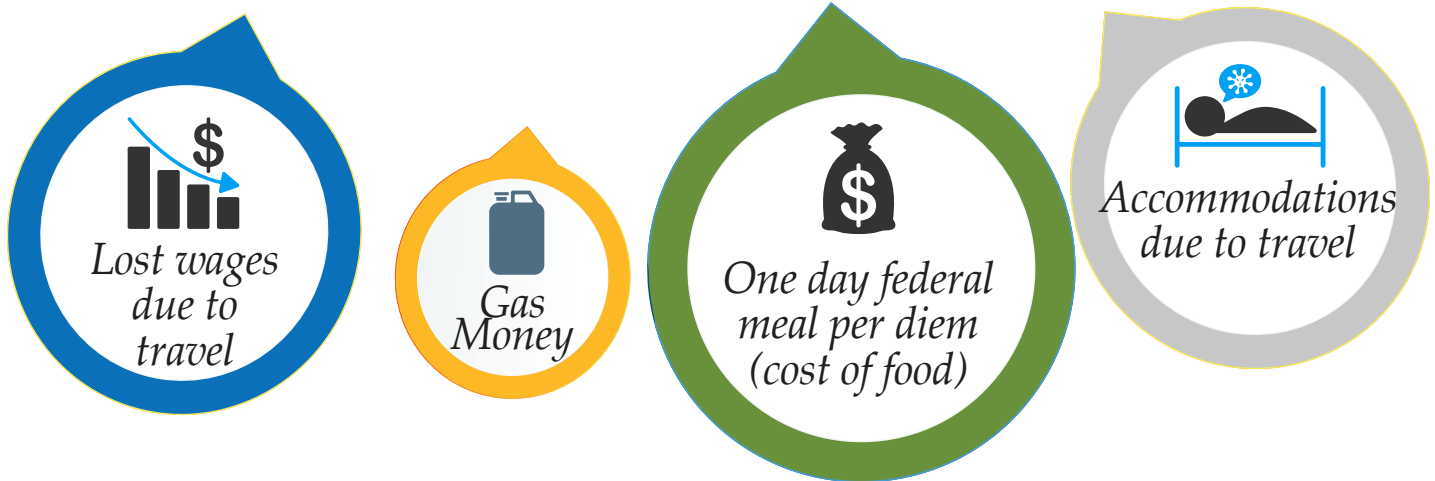 $
Lost wages
due to
travel
Gas
Money
$
One day federal
meal per diem
(cost of food)
Accommodations
due to travel